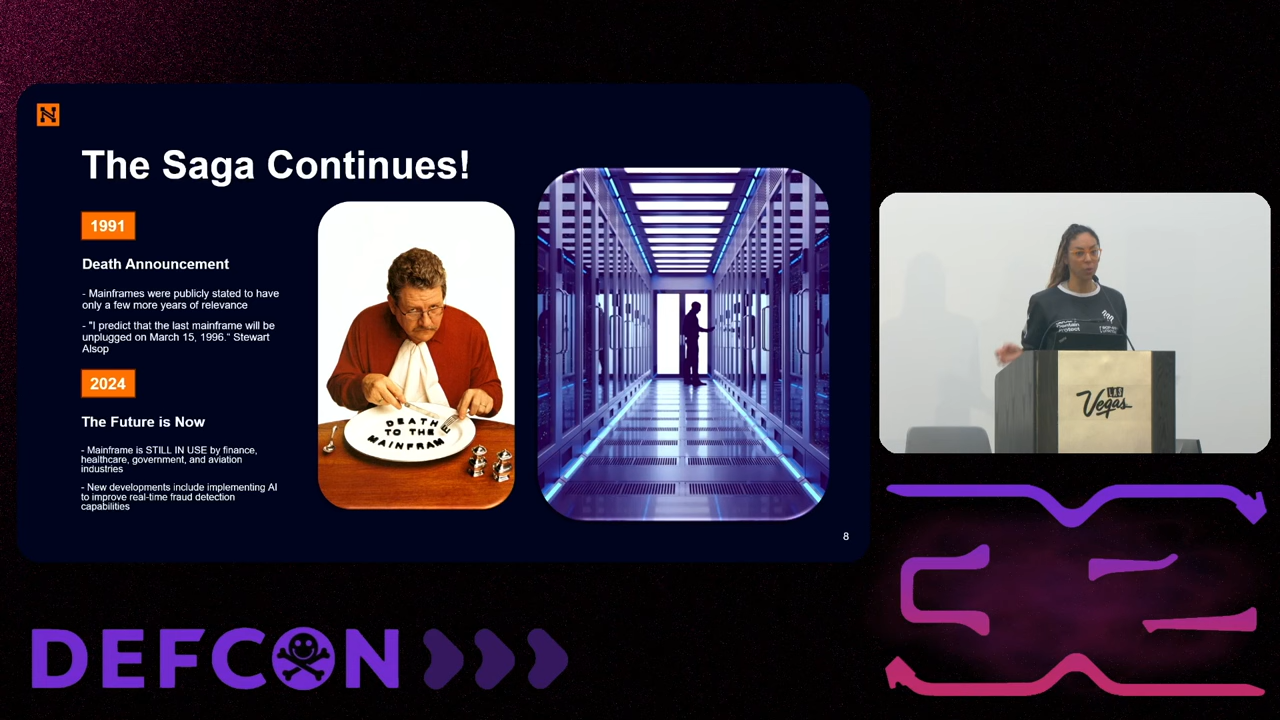 The Saga Continues!
1991
Death Announcement
- Mainframes were publicly stated to have
only a few more years of relevance
- "I predict that the last mainframe will be
unplugged on March 15, 1996." Stewart
Alsop
2024
The Future is Now
- Mainframe is STILL IN USE by finance,
healthcare, government, and aviation
industries
- New developments include implementing AI
to improve real-time fraud detection
capabilities
DEATH
TO THE
MAINFRAME
8
LAS
Vegas
DEFCON